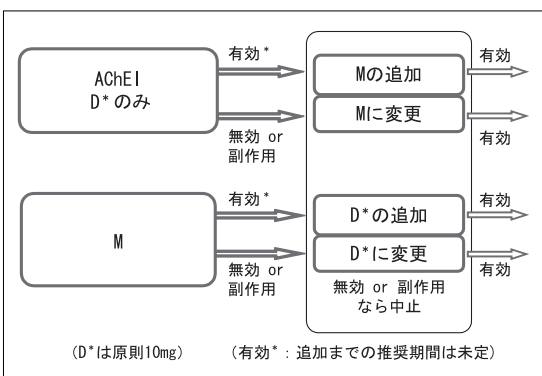 AChEI
D*のみ
有効*
無効 or
副作用
Mの追加
Mに変更
有効
有効
M
有効*
無効 or
副作用
D*の追加
D*に変更
無効 or 副作用
なら中止
有効
有効
(D*は原則10mg)　(有効*：追加までの推奨期間は未定)